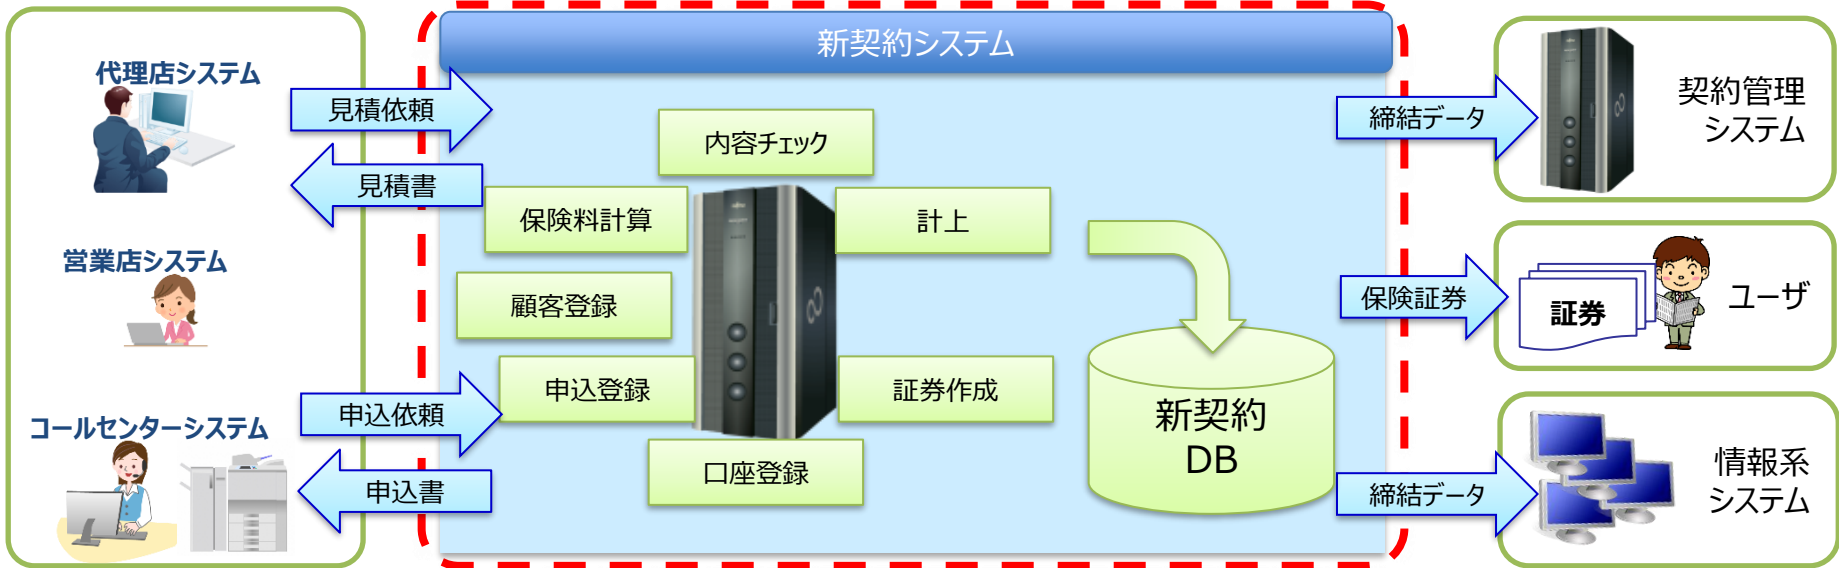 新契約システム
代理店システム
見積依頼
見積書
営業店システム
コールセンターシステム
申込依頼
申込書
内容チェック
保険料計算
計上
顧客登録
申込登録
証券作成
口座登録
新契約
DB
締結データ
契約管理
システム
保険証券
証券
ユーザ
締結データ
情報系
システム